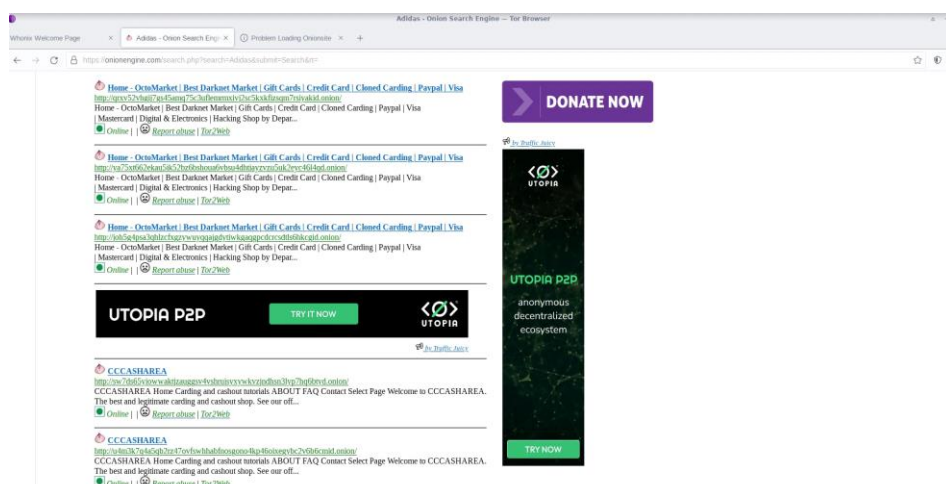 Adidas - Onion Search Engine — Tor Browser
Whonix Welcome Page
Adidas - Onion Search Engi
Problem Loading Onionsite
https://onionengine.com/search.php?search=Adidas&submit=Search&rt=
Home - OctoMarket | Best Darknet Market | Gift Cards | Credit Card | Cloned Carding | Paypal | Visa
Home - OctoMarket | Best Darknet Market | Gift Cards | Credit Card | Cloned Carding | Paypal | Visa
| Mastercard | Digital & Electronics | Hacking Shop by Depar...
Online | | Report abuse | Tor2Web
Home - OctoMarket | Best Darknet Market | Gift Cards | Credit Card | Cloned Carding | Paypal | Visa
Home - OctoMarket | Best Darknet Market | Gift Cards | Credit Card | Cloned Carding | Paypal | Visa
| Mastercard | Digital & Electronics | Hacking Shop by Depar...
Online | | Report abuse | Tor2Web
Home - OctoMarket | Best Darknet Market | Gift Cards | Credit Card | Cloned Carding | Paypal | Visa
Home - OctoMarket | Best Darknet Market | Gift Cards | Credit Card | Cloned Carding | Paypal | Visa
| Mastercard | Digital & Electronics | Hacking Shop by Depar...
Online | | Report abuse | Tor2Web
UTOPIA P2P
TRY IT NOW
UTOPIA
by Traffic Juicy
CCCASHAREA
CCCASHAREA Home Carding and cashout tutorials ABOUT FAQ Contact Select Page Welcome to CCCASHAREA.
The best and legitimate carding and cashout shop. See our off...
Online | | Report abuse | Tor2Web
CCCASHAREA
CCCASHAREA Home Carding and cashout tutorials ABOUT FAQ Contact Select Page Welcome to CCCASHAREA.
The best and legitimate carding and cashout shop. See our off...
Online | | Report abuse | Tor2Web
DONATE NOW
by Traffic Juicy
UTOPIA
UTOPIA P2P
anonymous
decentralized
ecosystem
TRY NOW